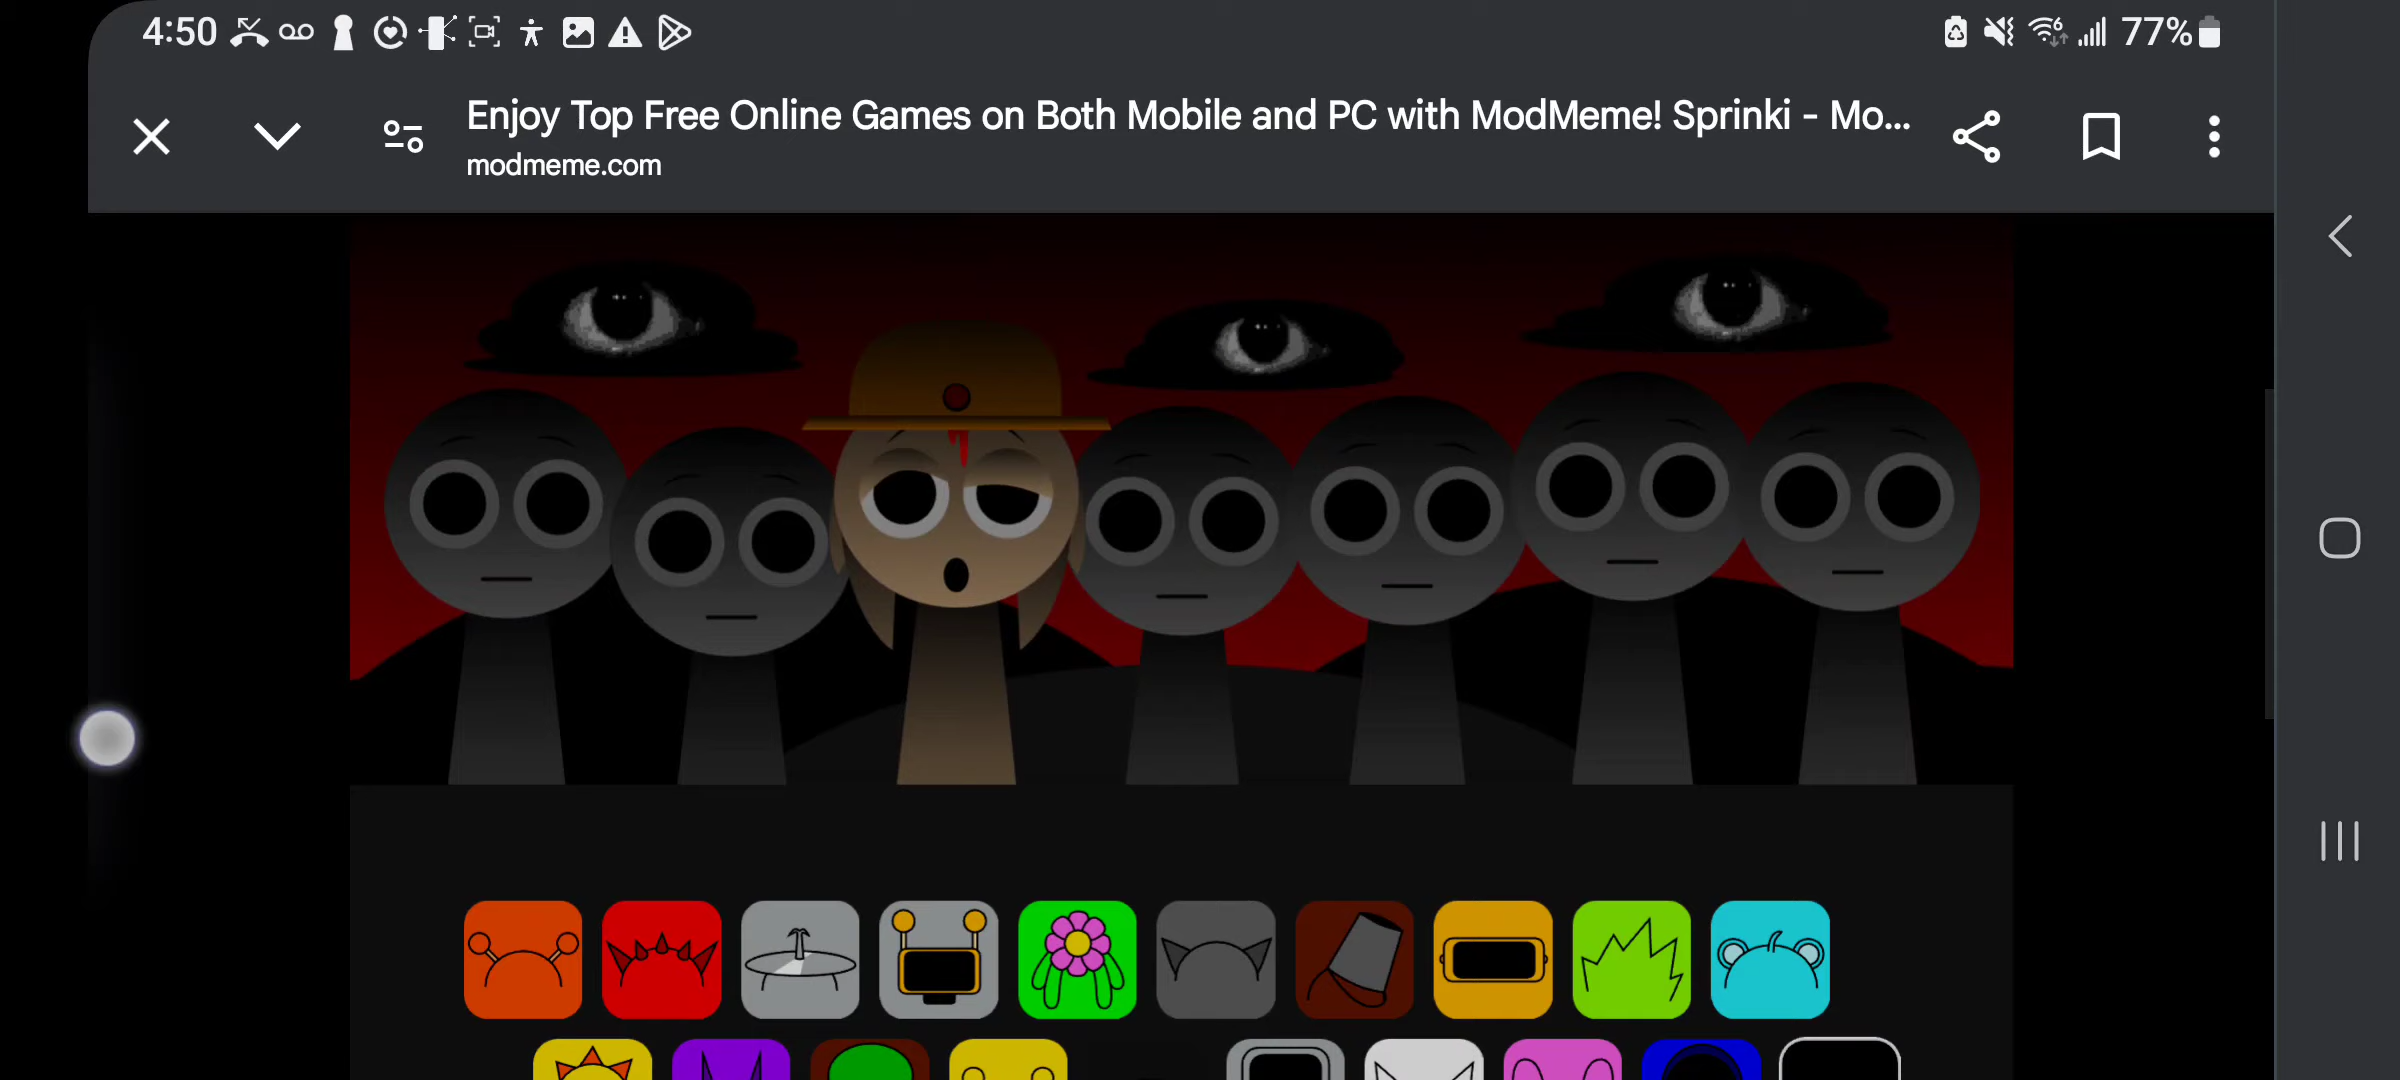 4:50
6
77%
Enjoy Top Free Online Games on Both Mobile and PC with ModMeme! Sprinki - Mo...
modmeme.com